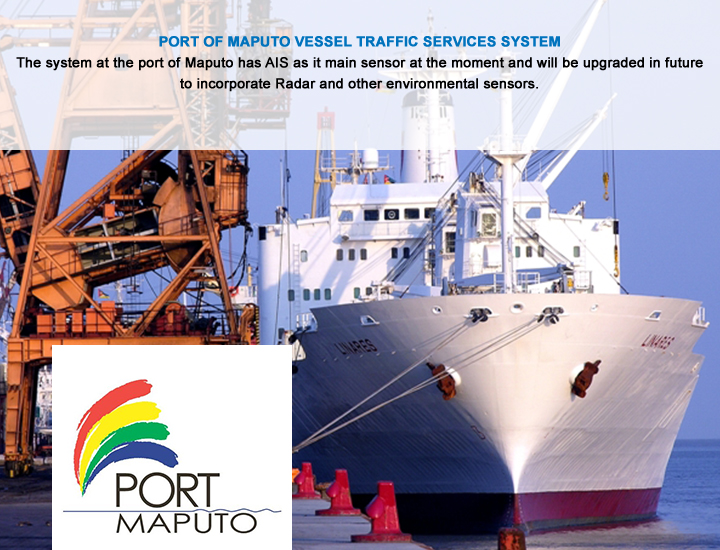 PORT OF MAPUTO VESSEL TRAFFIC SERVICES SYSTEM
The system at the port of Maputo has AIS as it main sensor at the moment and will be upgraded in future
to incorporate Radar and other environmental sensors.
LINARES
LINARES
PORT
MAPUTO